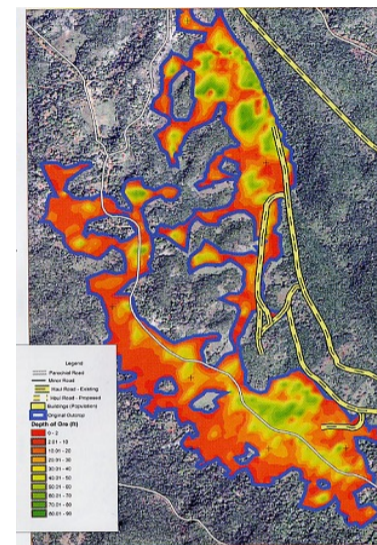 Legend
Parochial Road
Minor Road
Haul Road - Existing
Haul Road - Proposed
Buildings (Population)
Original Outcrop
Depth of Ore (ft)
0 - 2
2.01 - 10
10.01 - 20
20.01 - 30
30.01 - 40
40.01 - 50
50.01 - 60
60.01 - 70
70.01 - 80
80.01 - 90